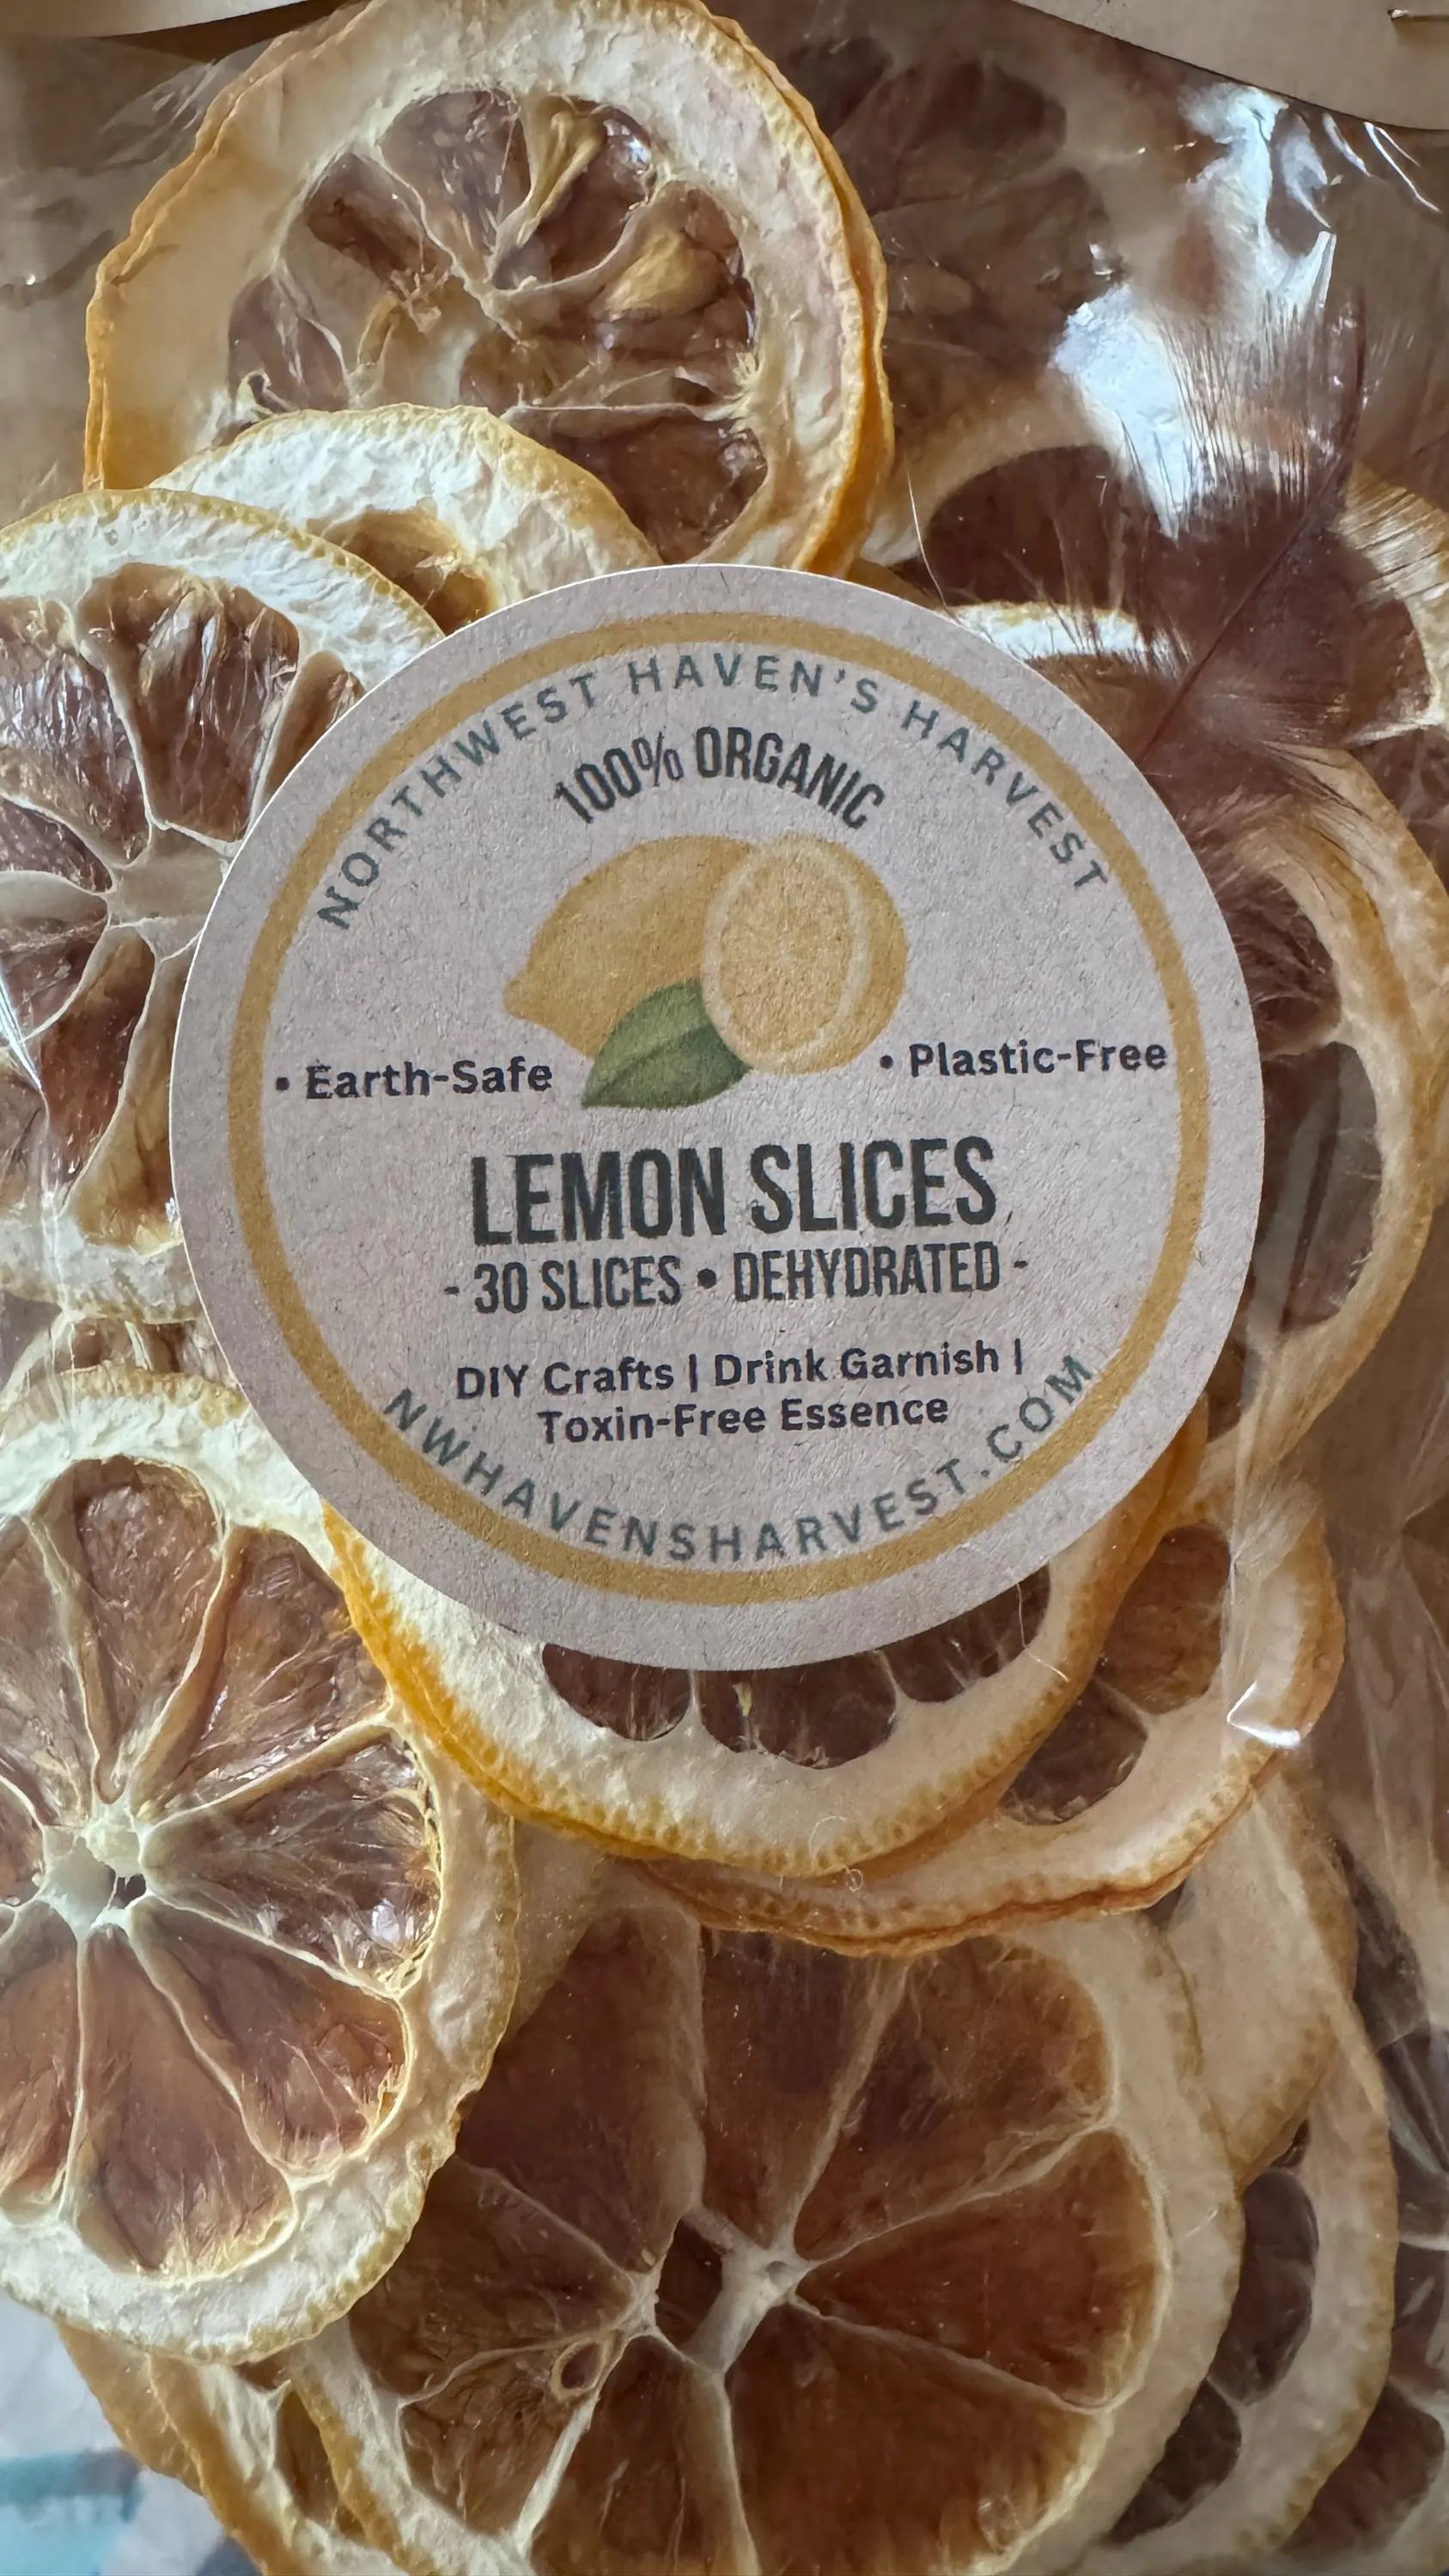 NORTHWEST HAVEN'S HARVEST
100% ORGANIC
• Earth-Safe
• Plastic-Free
LEMON SLICES
- 30 SLICES • DEHYDRATED -
DIY Crafts | Drink Garnish |
Toxin-Free Essence
NWHAVENSHARVEST.COM